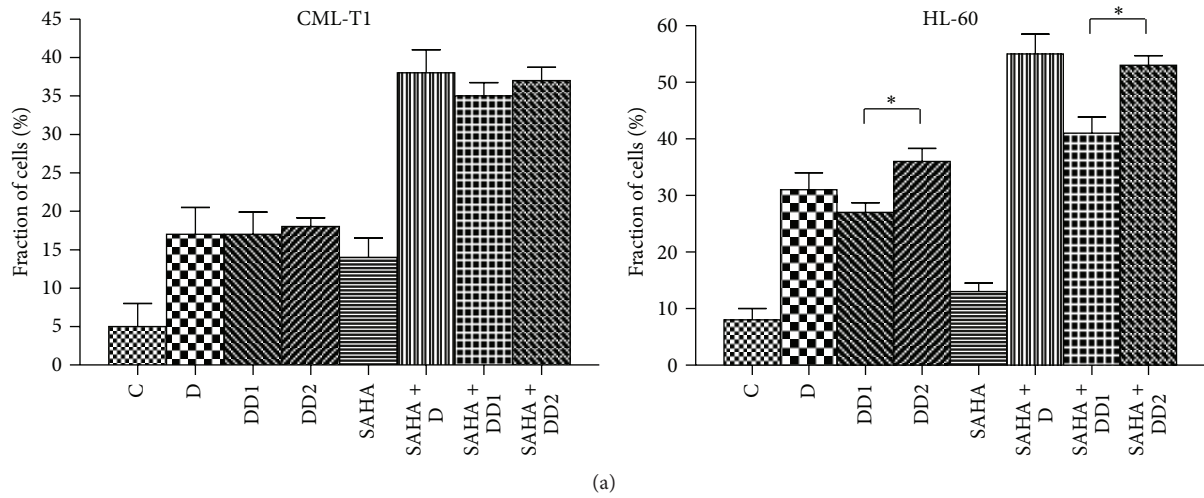 CML-T1
Fraction of cells (%)
45
40
35
30
25
20
15
10
5
0
C
D
DD1
DD2
SAHA
SAHA +
D
SAHA +
DD1
SAHA +
DD2
HL-60
Fraction of cells (%)
60
50
40
30
20
10
0
*
*
C
D
DD1
DD2
SAHA
SAHA +
D
SAHA +
DD1
SAHA +
DD2
(a)